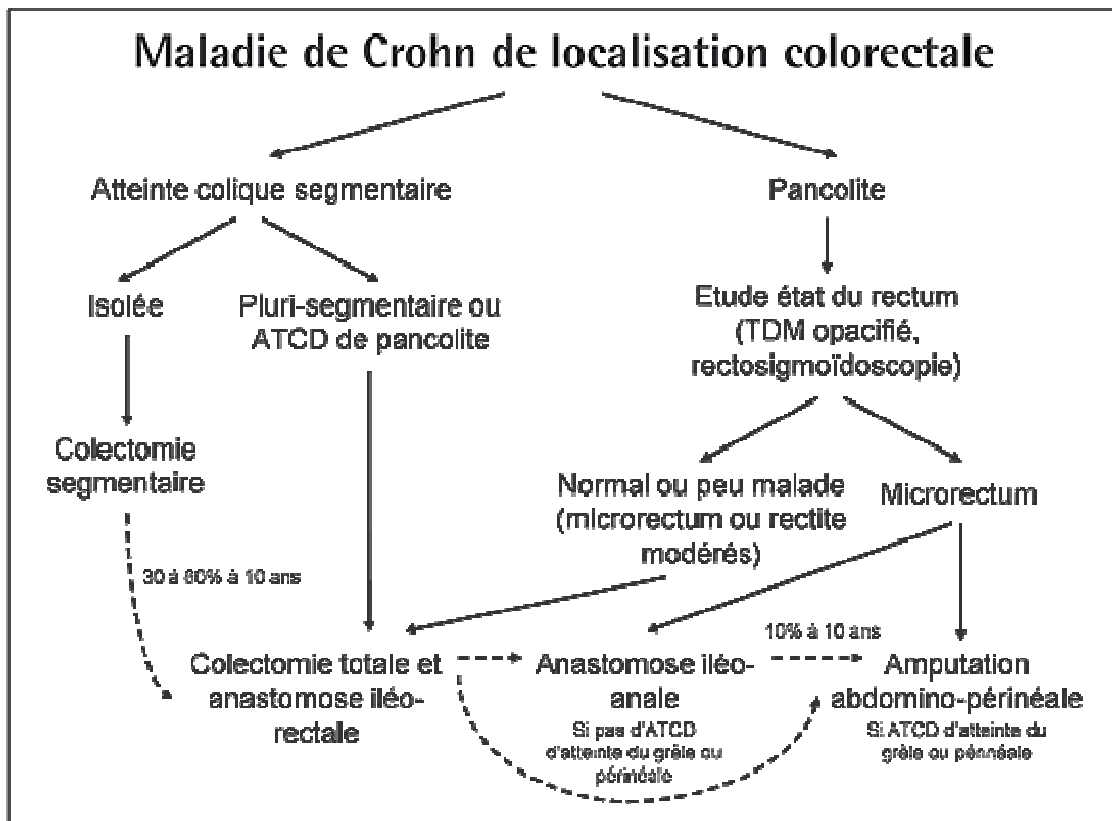 Maladie de Crohn de localisation colorectale
Atteinte colique segmentaire
Pancolite
Isolée
Pluri-segmentaire ou
ATCD de pancolite
Etude état du rectum
(TDM opacifié,
rectosigmoïdoscopie)
Colectomie
segmentaire
Normal ou peu malade
(microrectum ou rectite
modérés)
Microrectum
30 à 60% à 10 ans
10% à 10 ans
Colectomie totale et
anastomose iléo-
rectale
Anastomose iléo-
anale
Si pas d'ATCD
d'atteinte du grêle ou
périnéale
Amputation
abdomino-périnéale
Si ATCD d'atteinte du
grêle ou périnéale